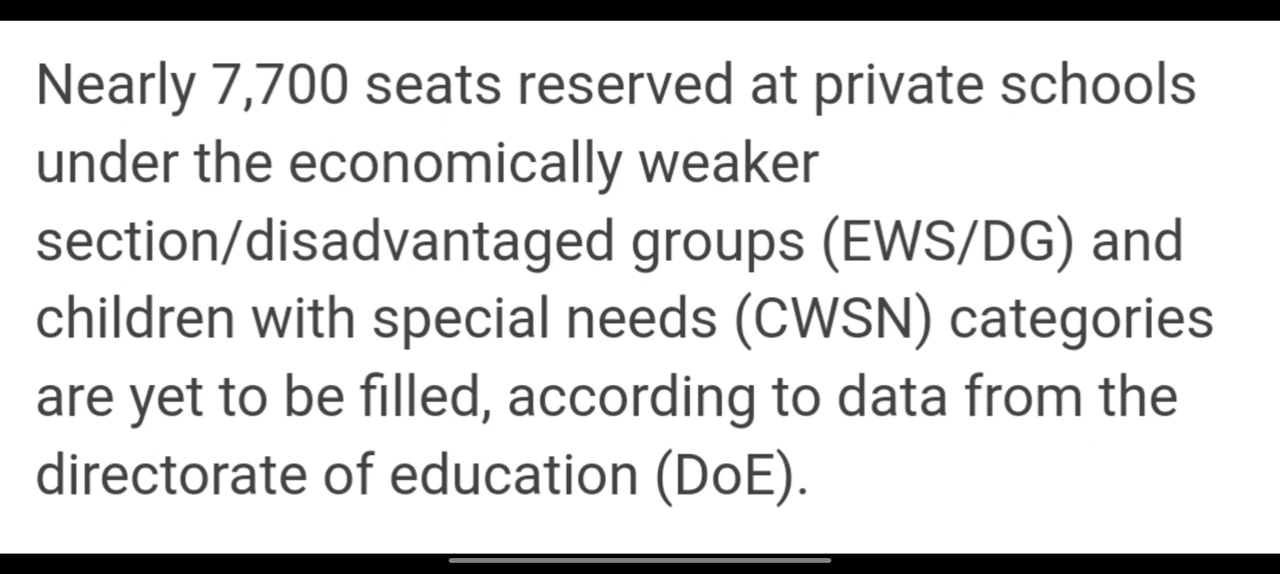 Nearly 7,700 seats reserved at private schools
under the economically weaker
section/disadvantaged groups (EWS/DG) and
children with special needs (CWSN) categories
are yet to be filled, according to data from the
directorate of education (DoE).